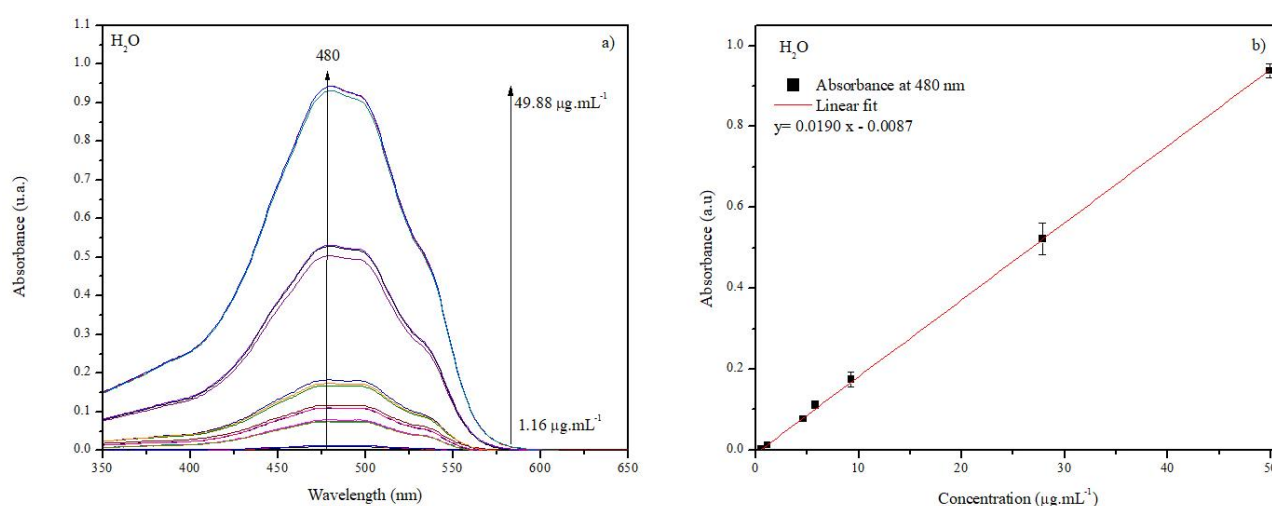 H₂O
a)
480
49.88 µg.mL⁻¹
1.16 µg.mL⁻¹
Absorbance (u.a.)
1.1
1.0
0.9
0.8
0.7
0.6
0.5
0.4
0.3
0.2
0.1
0.0
350 400 450 500 550 600 650
Wavelength (nm)
H₂O
b)
Absorbance at 480 nm
Linear fit
y= 0.0190 x - 0.0087
Absorbance (a.u)
1.0
0.8
0.6
0.4
0.2
0.0
0 10 20 30 40 50
Concentration (µg.mL⁻¹)